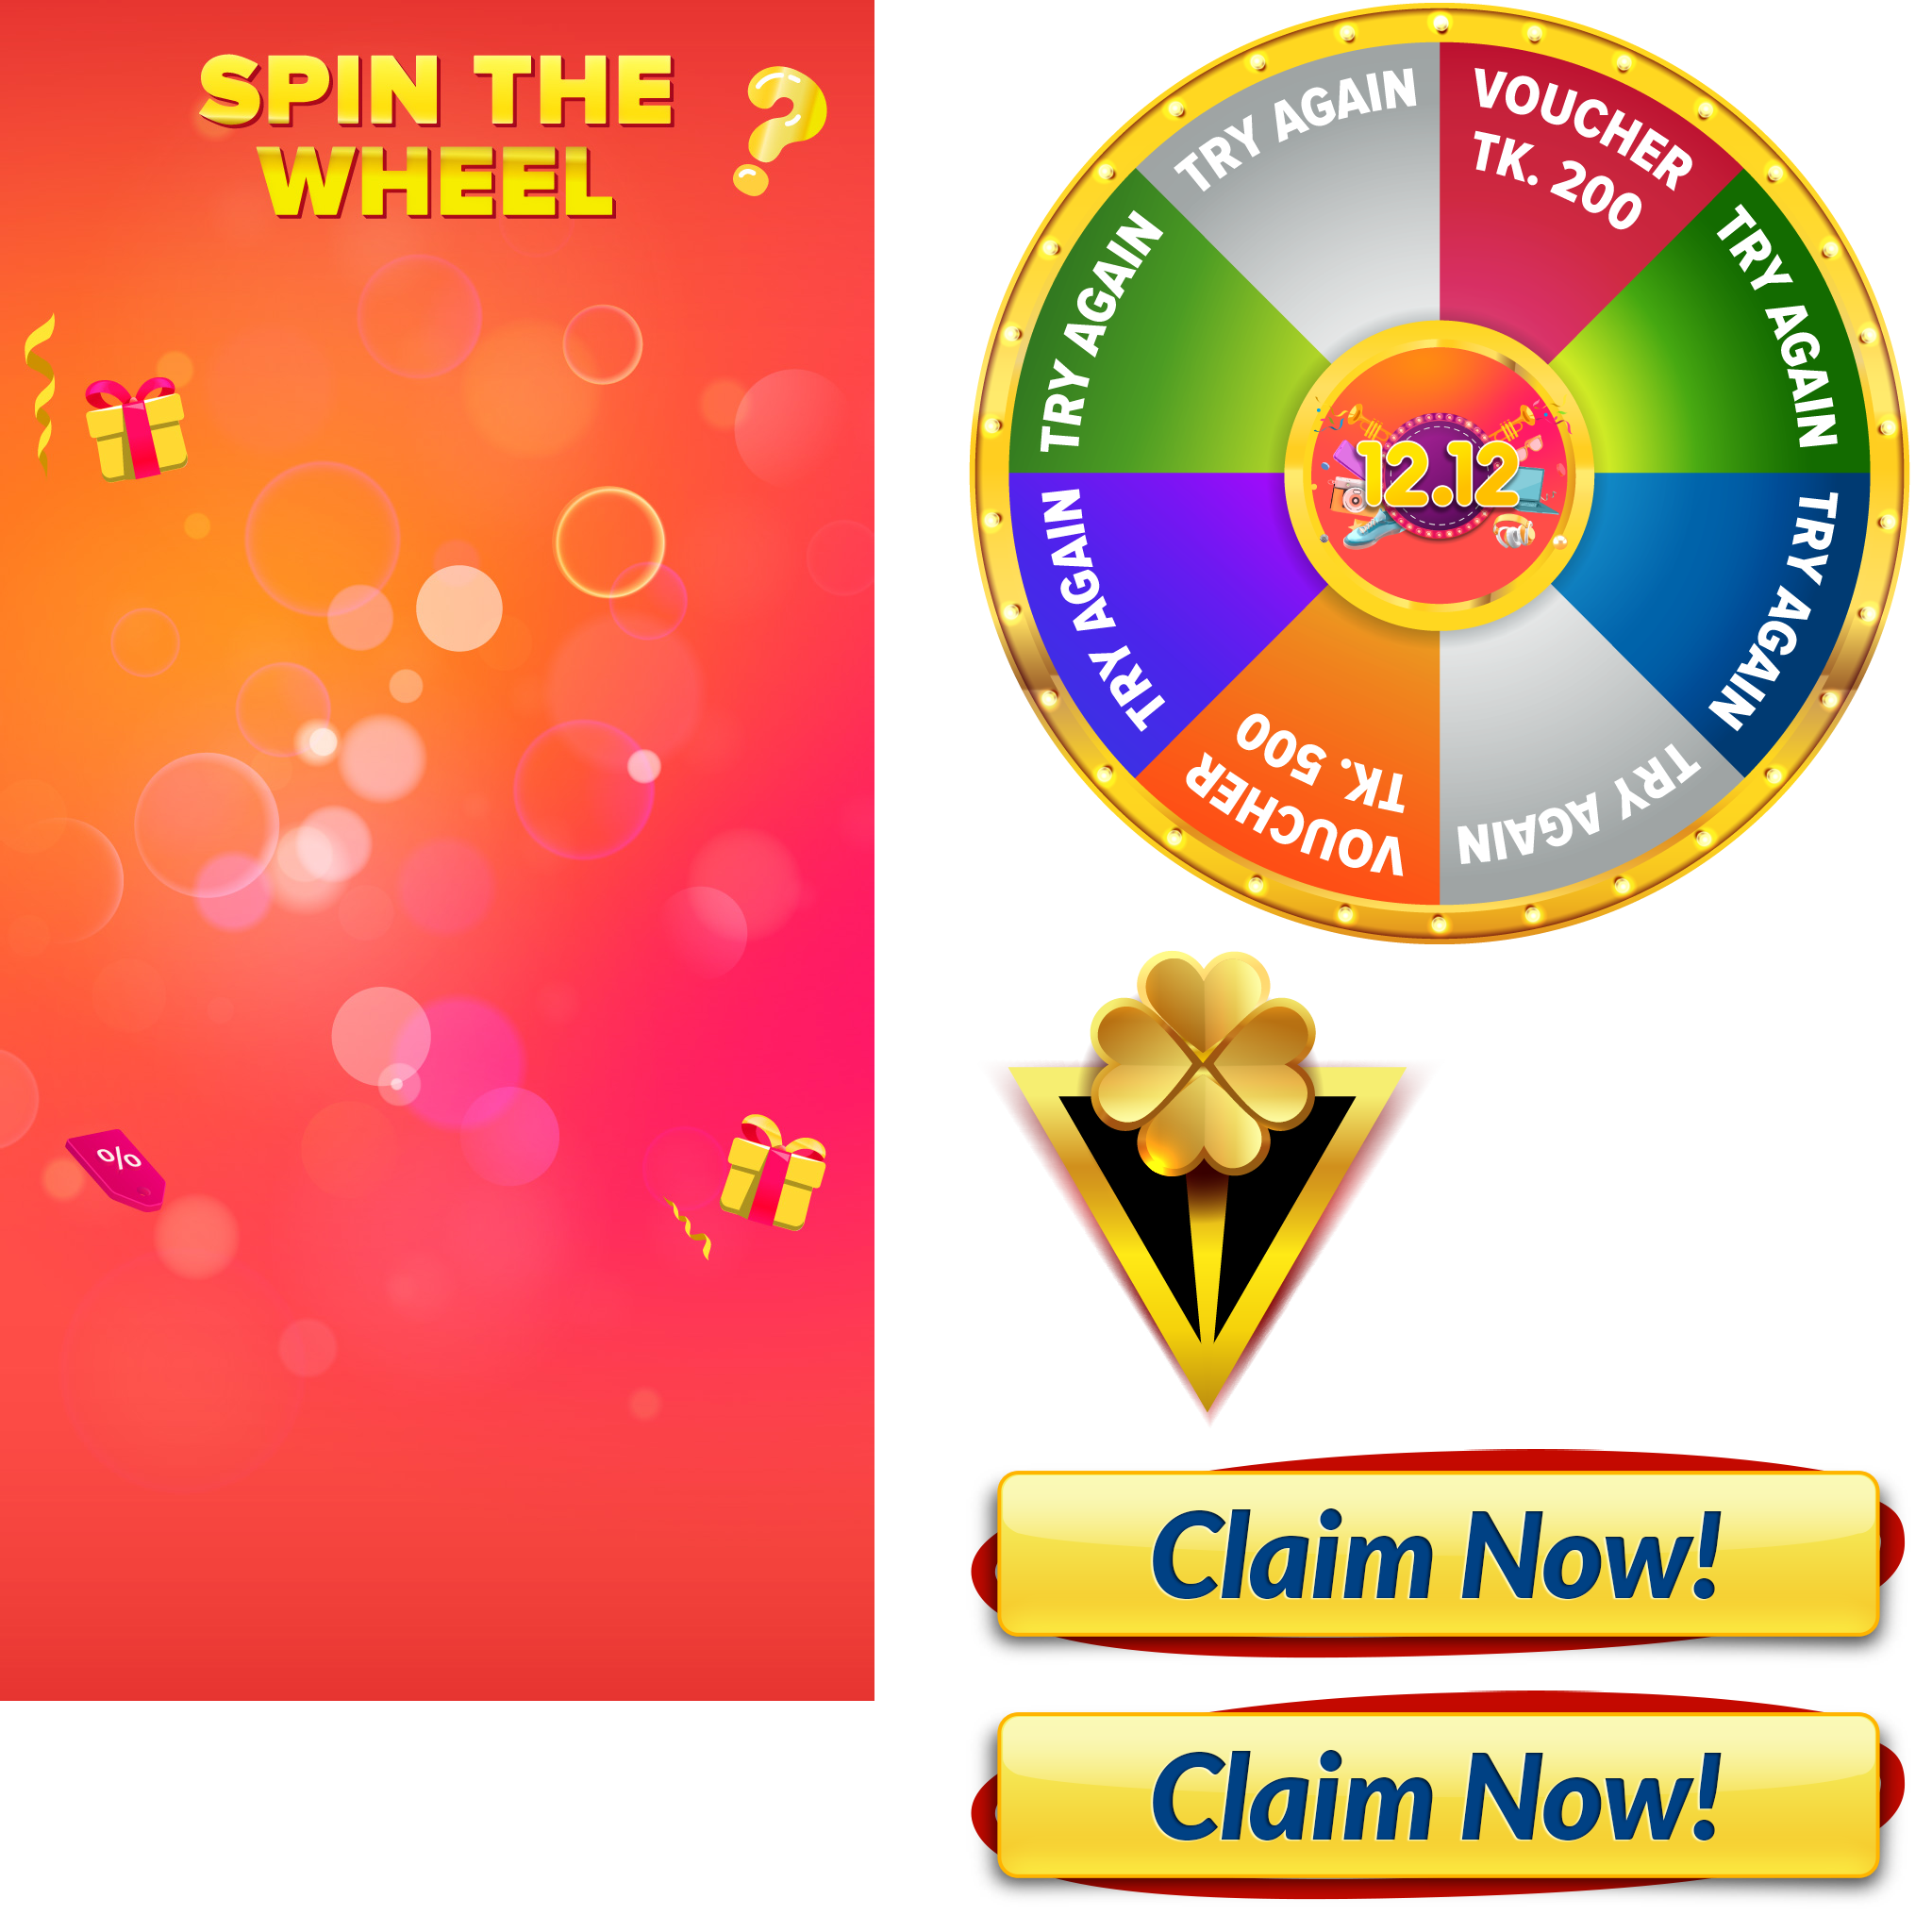 SPIN THE
WHEEL
VOUCHER
TK. 200
TRY AGAIN
TRY AGAIN
TRY AGAIN
VOUCHER
TK. 500
TRY AGAIN
TRY AGAIN
TRY AGAIN
12.12
%
Claim Now!
Claim Now!